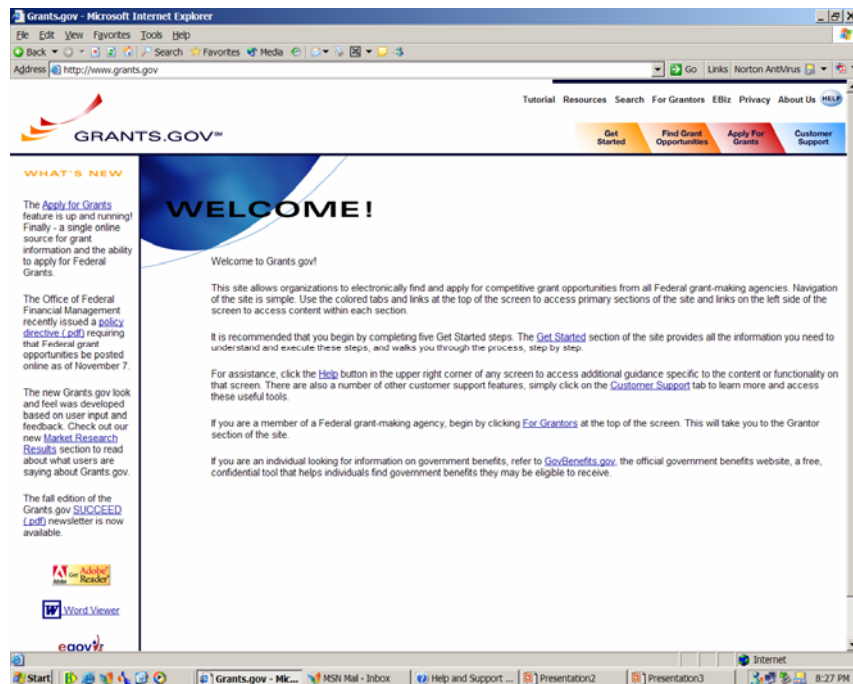 Grants.gov - Microsoft Internet Explorer
File Edit View Favorites Tools Help
Back Search Favorites Media
Address http://www.grants.gov Go Links Norton AntiVirus
Tutorial Resources Search For Grantors EBiz Privacy About Us HELP
GRANTS.GOV℠
Get Started
Find Grant Opportunities
Apply For Grants
Customer Support
WHAT'S NEW
The Apply for Grants
feature is up and running!
Finally - a single online
source for grant
information and the ability
to apply for Federal
Grants.
The Office of Federal
Financial Management
recently issued a policy
directive (.pdf) requiring
that Federal grant
opportunities be posted
online as of November 7.
The new Grants.gov look
and feel was developed
based on user input and
feedback. Check out our
new Market Research
Results section to read
about what users are
saying about Grants.gov.
The fall edition of the
Grants.gov SUCCEED
(.pdf) newsletter is now
available.
Adobe Get Adobe Reader
Word Viewer
egov
WELCOME!
Welcome to Grants.gov!
This site allows organizations to electronically find and apply for competitive grant opportunities from all Federal grant-making agencies. Navigation
of the site is simple. Use the colored tabs and links at the top of the screen to access primary sections of the site and links on the left side of the
screen to access content within each section.
It is recommended that you begin by completing five Get Started steps. The Get Started section of the site provides all the information you need to
understand and execute these steps, and walks you through the process, step by step.
For assistance, click the Help button in the upper right corner of any screen to access additional guidance specific to the content or functionality on
that screen. There are also a number of other customer support features, simply click on the Customer Support tab to learn more and access
these useful tools.
If you are a member of a Federal grant-making agency, begin by clicking For Grantors at the top of the screen. This will take you to the Grantor
section of the site.
If you are an individual looking for information on government benefits, refer to GovBenefits.gov, the official government benefits website, a free,
confidential tool that helps individuals find government benefits they may be eligible to receive.
Internet
Start Grants.gov - Mic... MSN Mail - Inbox Help and Support ... Presentation2 Presentation3 8:27 PM